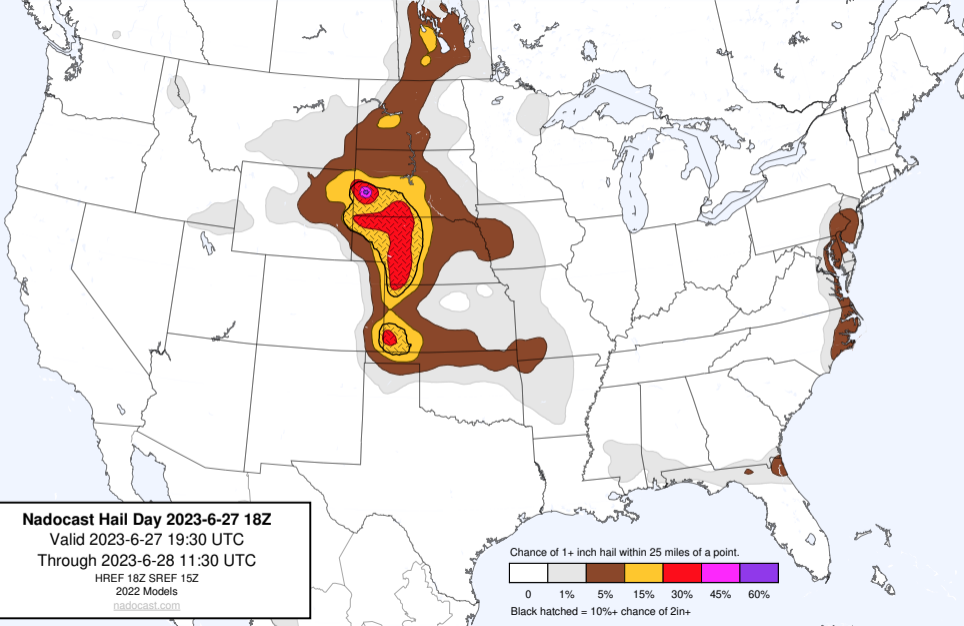 Nadocast Hail Day 2023-6-27 18Z
Valid 2023-6-27 19:30 UTC
Through 2023-6-28 11:30 UTC
HREF 18Z SREF 15Z
2022 Models
nadocast.com
Chance of 1+ inch hail within 25 miles of a point.
0 1% 5% 15% 30% 45% 60%
Black hatched = 10%+ chance of 2in+